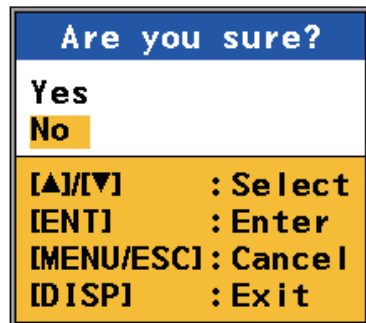 Are you sure?
Yes
No
[▲]/[▼] :Select
[ENT] :Enter
[MENU/ESC]:Cancel
[DISP] :Exit